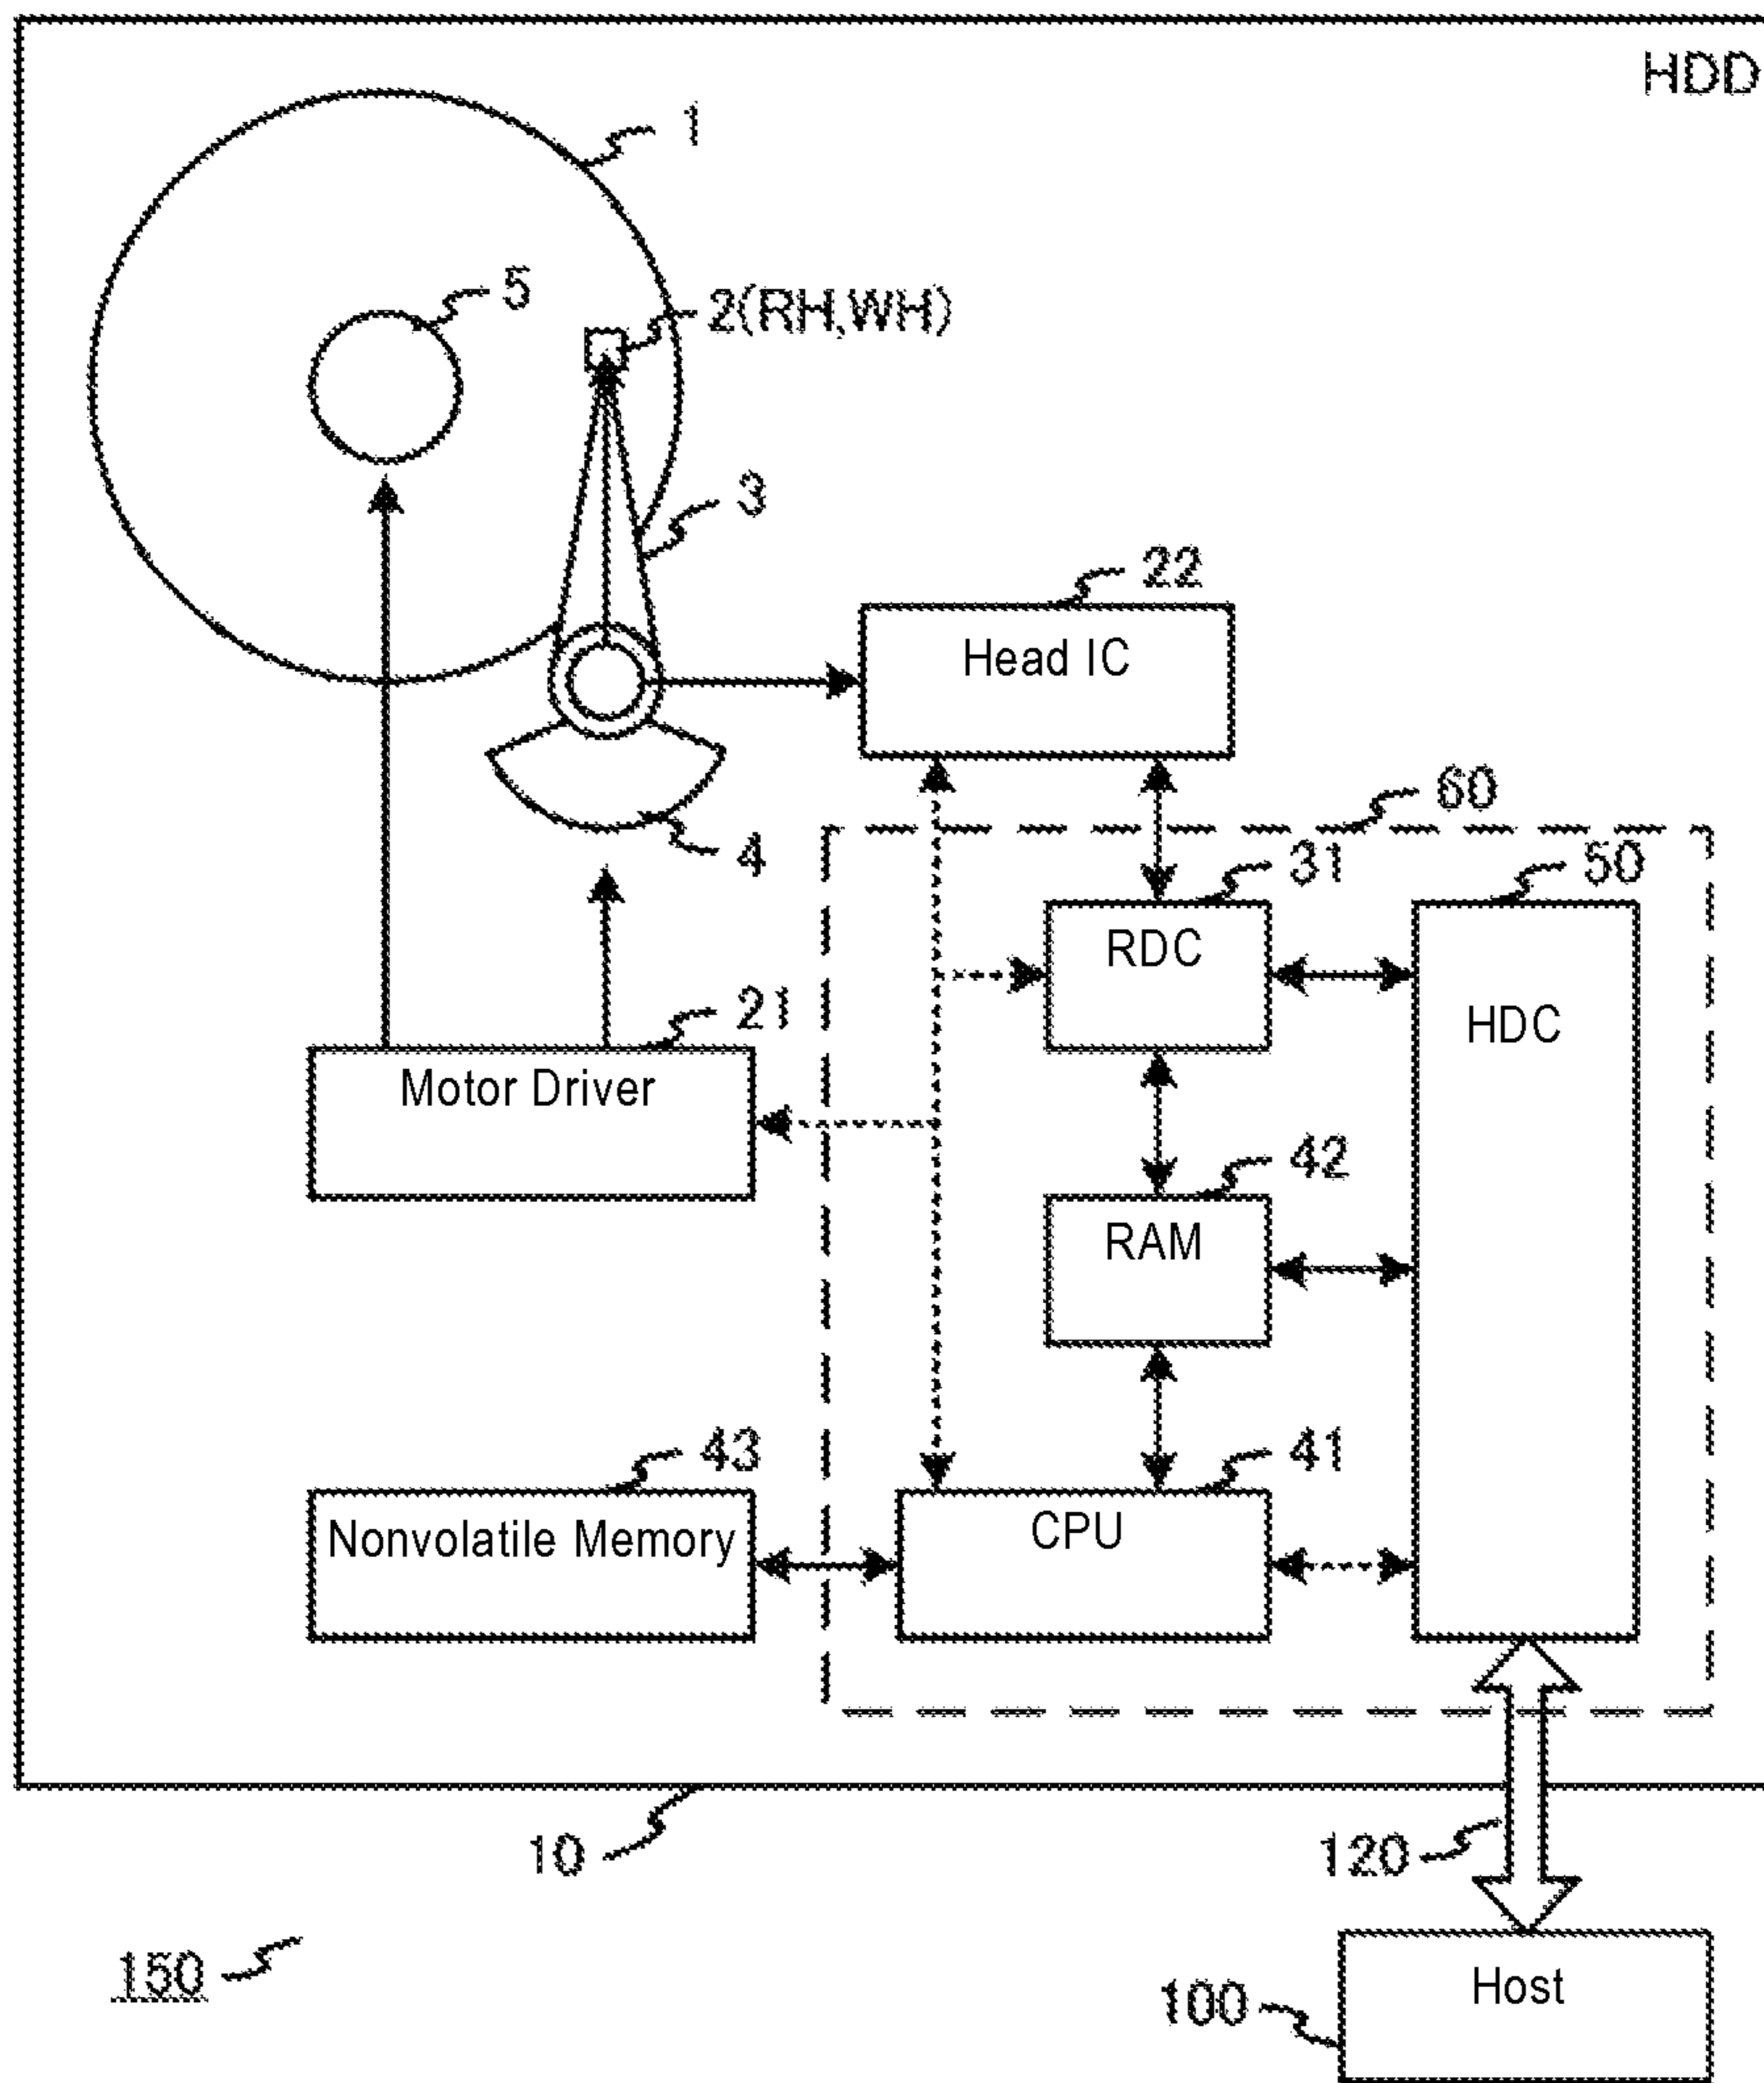 HDD
1
5
2(RH,WH)
3
22
Head IC
60
4
31
50
RDC
HDC
21
Motor Driver
42
RAM
43
41
Nonvolatile Memory
CPU
10
120
150
100
Host